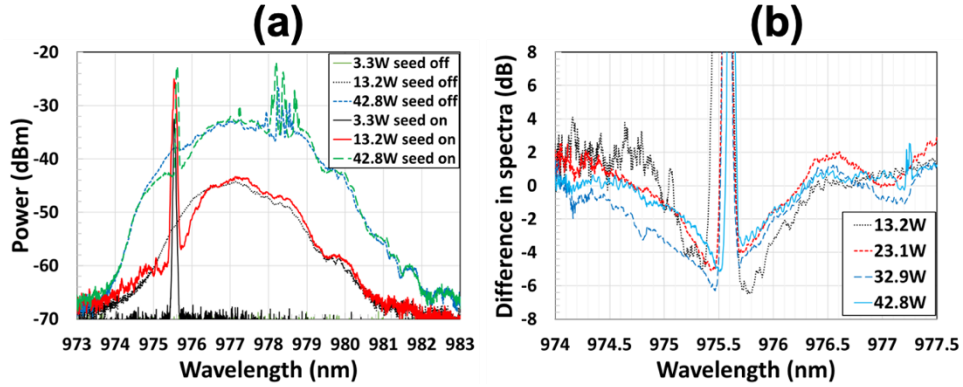 (a)
(b)
-20
-30
-40
-50
-60
-70
Power (dBm)
973 974 975 976 977 978 979 980 981 982 983
Wavelength (nm)
3.3W seed off
13.2W seed off
42.8W seed off
3.3W seed on
13.2W seed on
42.8W seed on
8
6
4
2
0
-2
-4
-6
-8
Difference in spectra (dB)
974 974.5 975 975.5 976 976.5 977 977.5
Wavelength (nm)
13.2W
23.1W
32.9W
42.8W